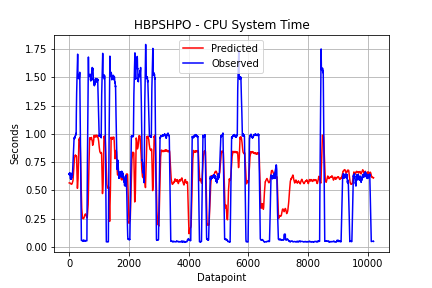 HBPSHPO - CPU System Time
Predicted
Observed
1.75
1.50
1.25
1.00
0.75
0.50
0.25
0.00
Seconds
0 2000 4000 6000 8000 10000
Datapoint